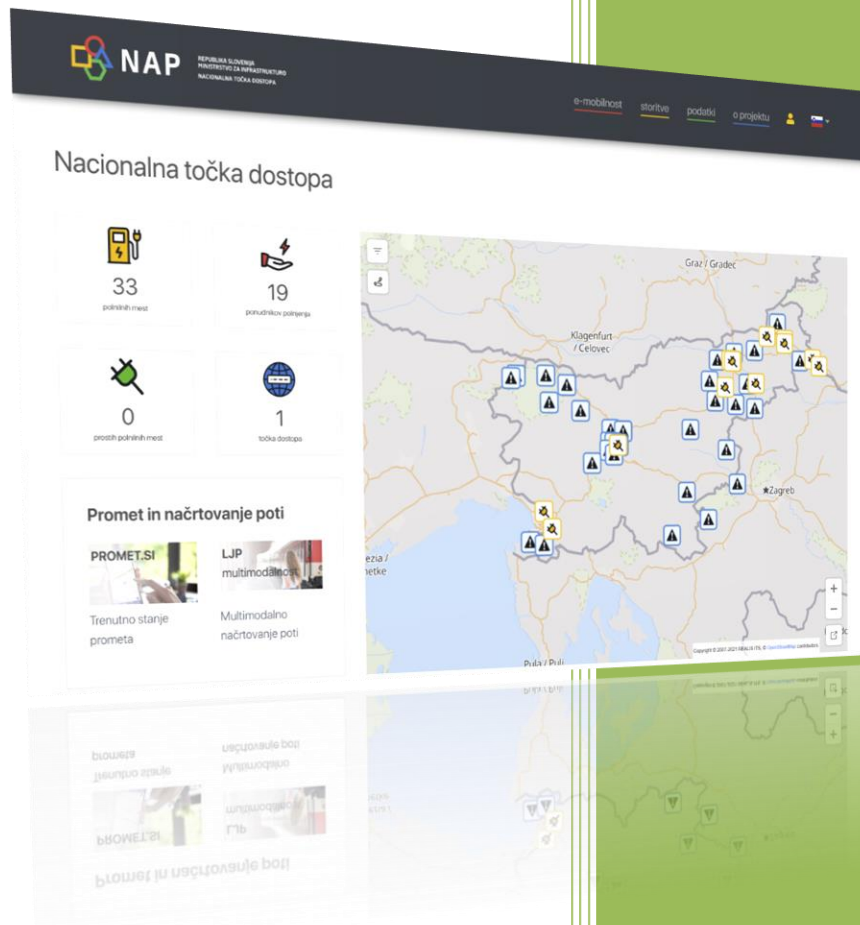 NAP
REPUBLIKA SLOVENIJA
MINISTRSTVO ZA INFRASTRUKTURO
NACIONALNA TOČKA DOSTOPA
e-mobilnost
storitve
podatki
o projektu
Nacionalna točka dostopa
33
polnilnih mest
19
ponudnikov polnjenja
0
prostih polnilnih mest
1
točka dostopa
Promet in načrtovanje poti
PROMET.SI
Trenutno stanje
prometa
LJP
multimodalnost
Multimodalno
načrtovanje poti
Graz / Gradec
Klagenfurt
/ Celovec
Zagreb
ezia /
netke
Pula / Pulj
+
−